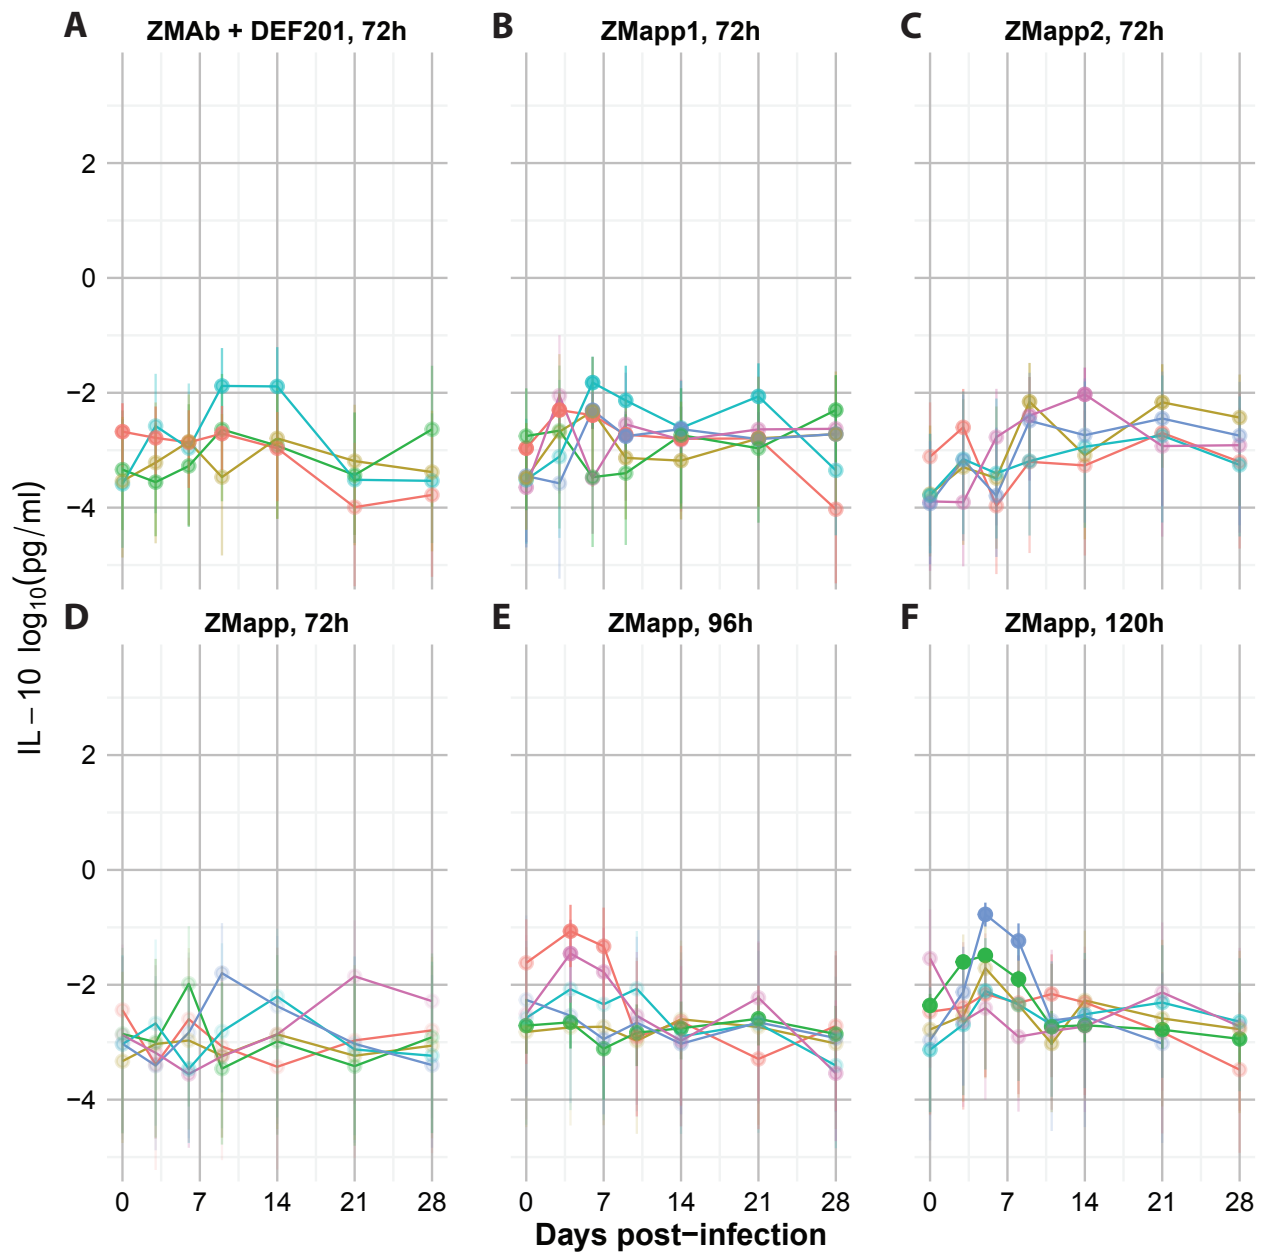 A ZMAb + DEF201, 72h
B ZMapp1, 72h
C ZMapp2, 72h
2
0
−2
−4
D ZMapp, 72h
E ZMapp, 96h
F ZMapp, 120h
2
0
−2
−4
0 7 14 21 28
0 7 14 21 28
0 7 14 21 28
IL−10 log10(pg/ml)
Days post−infection